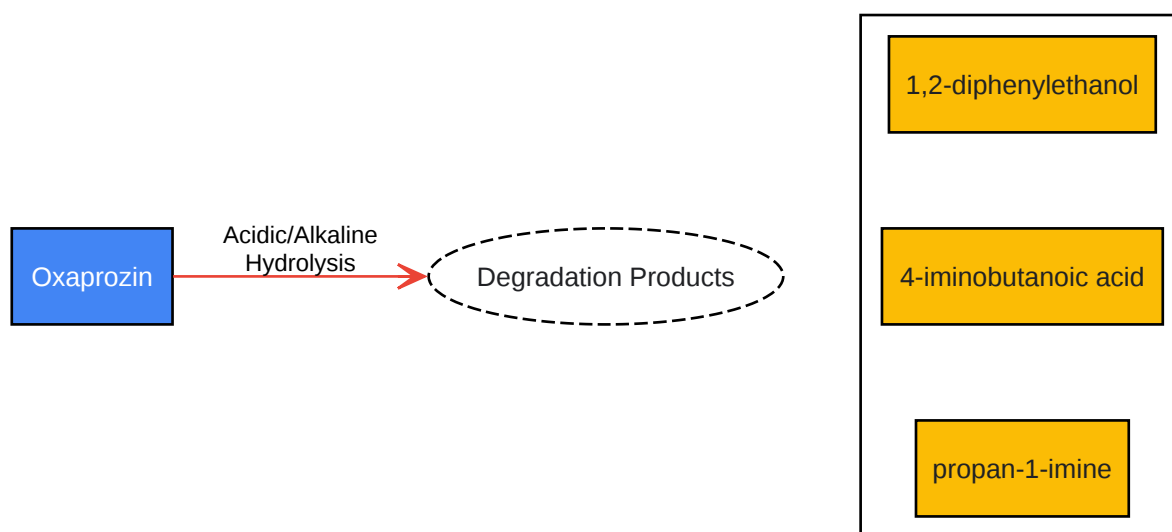 Oxaprozin
Acidic/Alkaline
Hydrolysis
Degradation Products
1,2-diphenylethanol
4-iminobutanoic acid
propan-1-imine